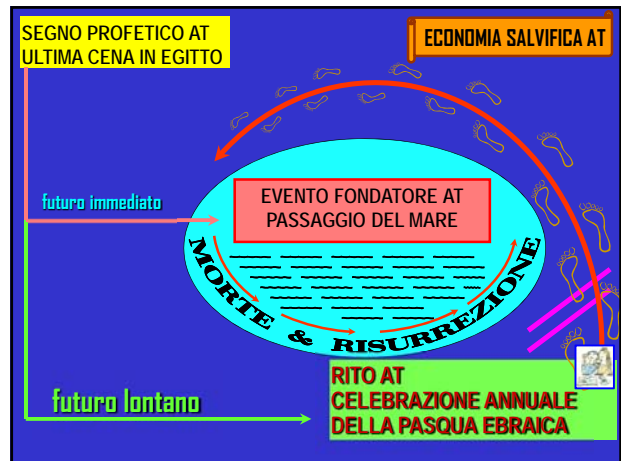 SEGNO PROFETICO AT
ULTIMA CENA IN EGITTO
ECONOMIA SALVIFICA AT
futuro immediato
EVENTO FONDATORE AT
PASSAGGIO DEL MARE
MORTE & RISURREZIONE
futuro lontano
RITO AT
CELEBRAZIONE ANNUALE
DELLA PASQUA EBRAICA